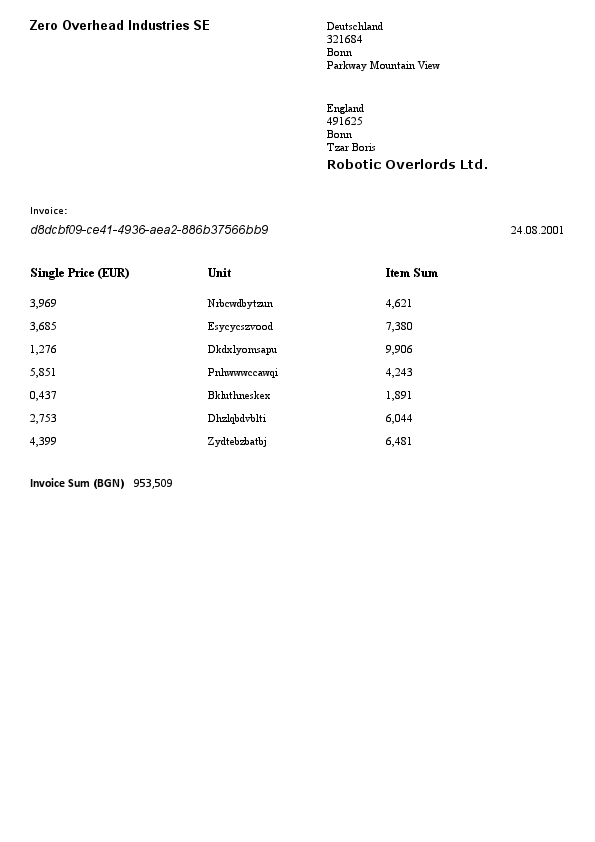 Zero Overhead Industries SE
Deutschland
321684
Bonn
Parkway Mountain View
England
491625
Bonn
Tzar Boris
Robotic Overlords Ltd.
Invoice:
d8dcbf09-ce41-4936-aea2-886b37566bb9 24.08.2001
Single Price (EUR) Unit Item Sum
3,969 Nrbcwdbytzun 4,621
3,685 Esycycszvood 7,380
1,276 Dkdxlyomsapu 9,906
5,851 Pnhwwwccawqi 4,243
0,437 Bkluthneskex 1,891
2,753 Dhzlqbdvblti 6,044
4,399 Zydtebzbatbj 6,481
Invoice Sum (BGN) 953,509